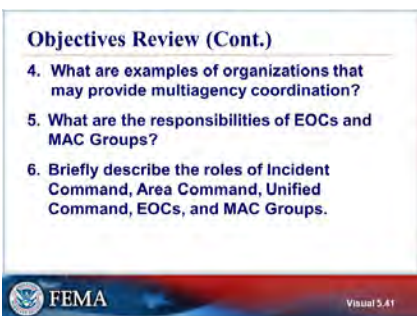 Objectives Review (Cont.)
4. What are examples of organizations that
may provide multiagency coordination?
5. What are the responsibilities of EOCs and
MAC Groups?
6. Briefly describe the roles of Incident
Command, Area Command, Unified
Command, EOCs, and MAC Groups.
FEMA
Visual 5.41